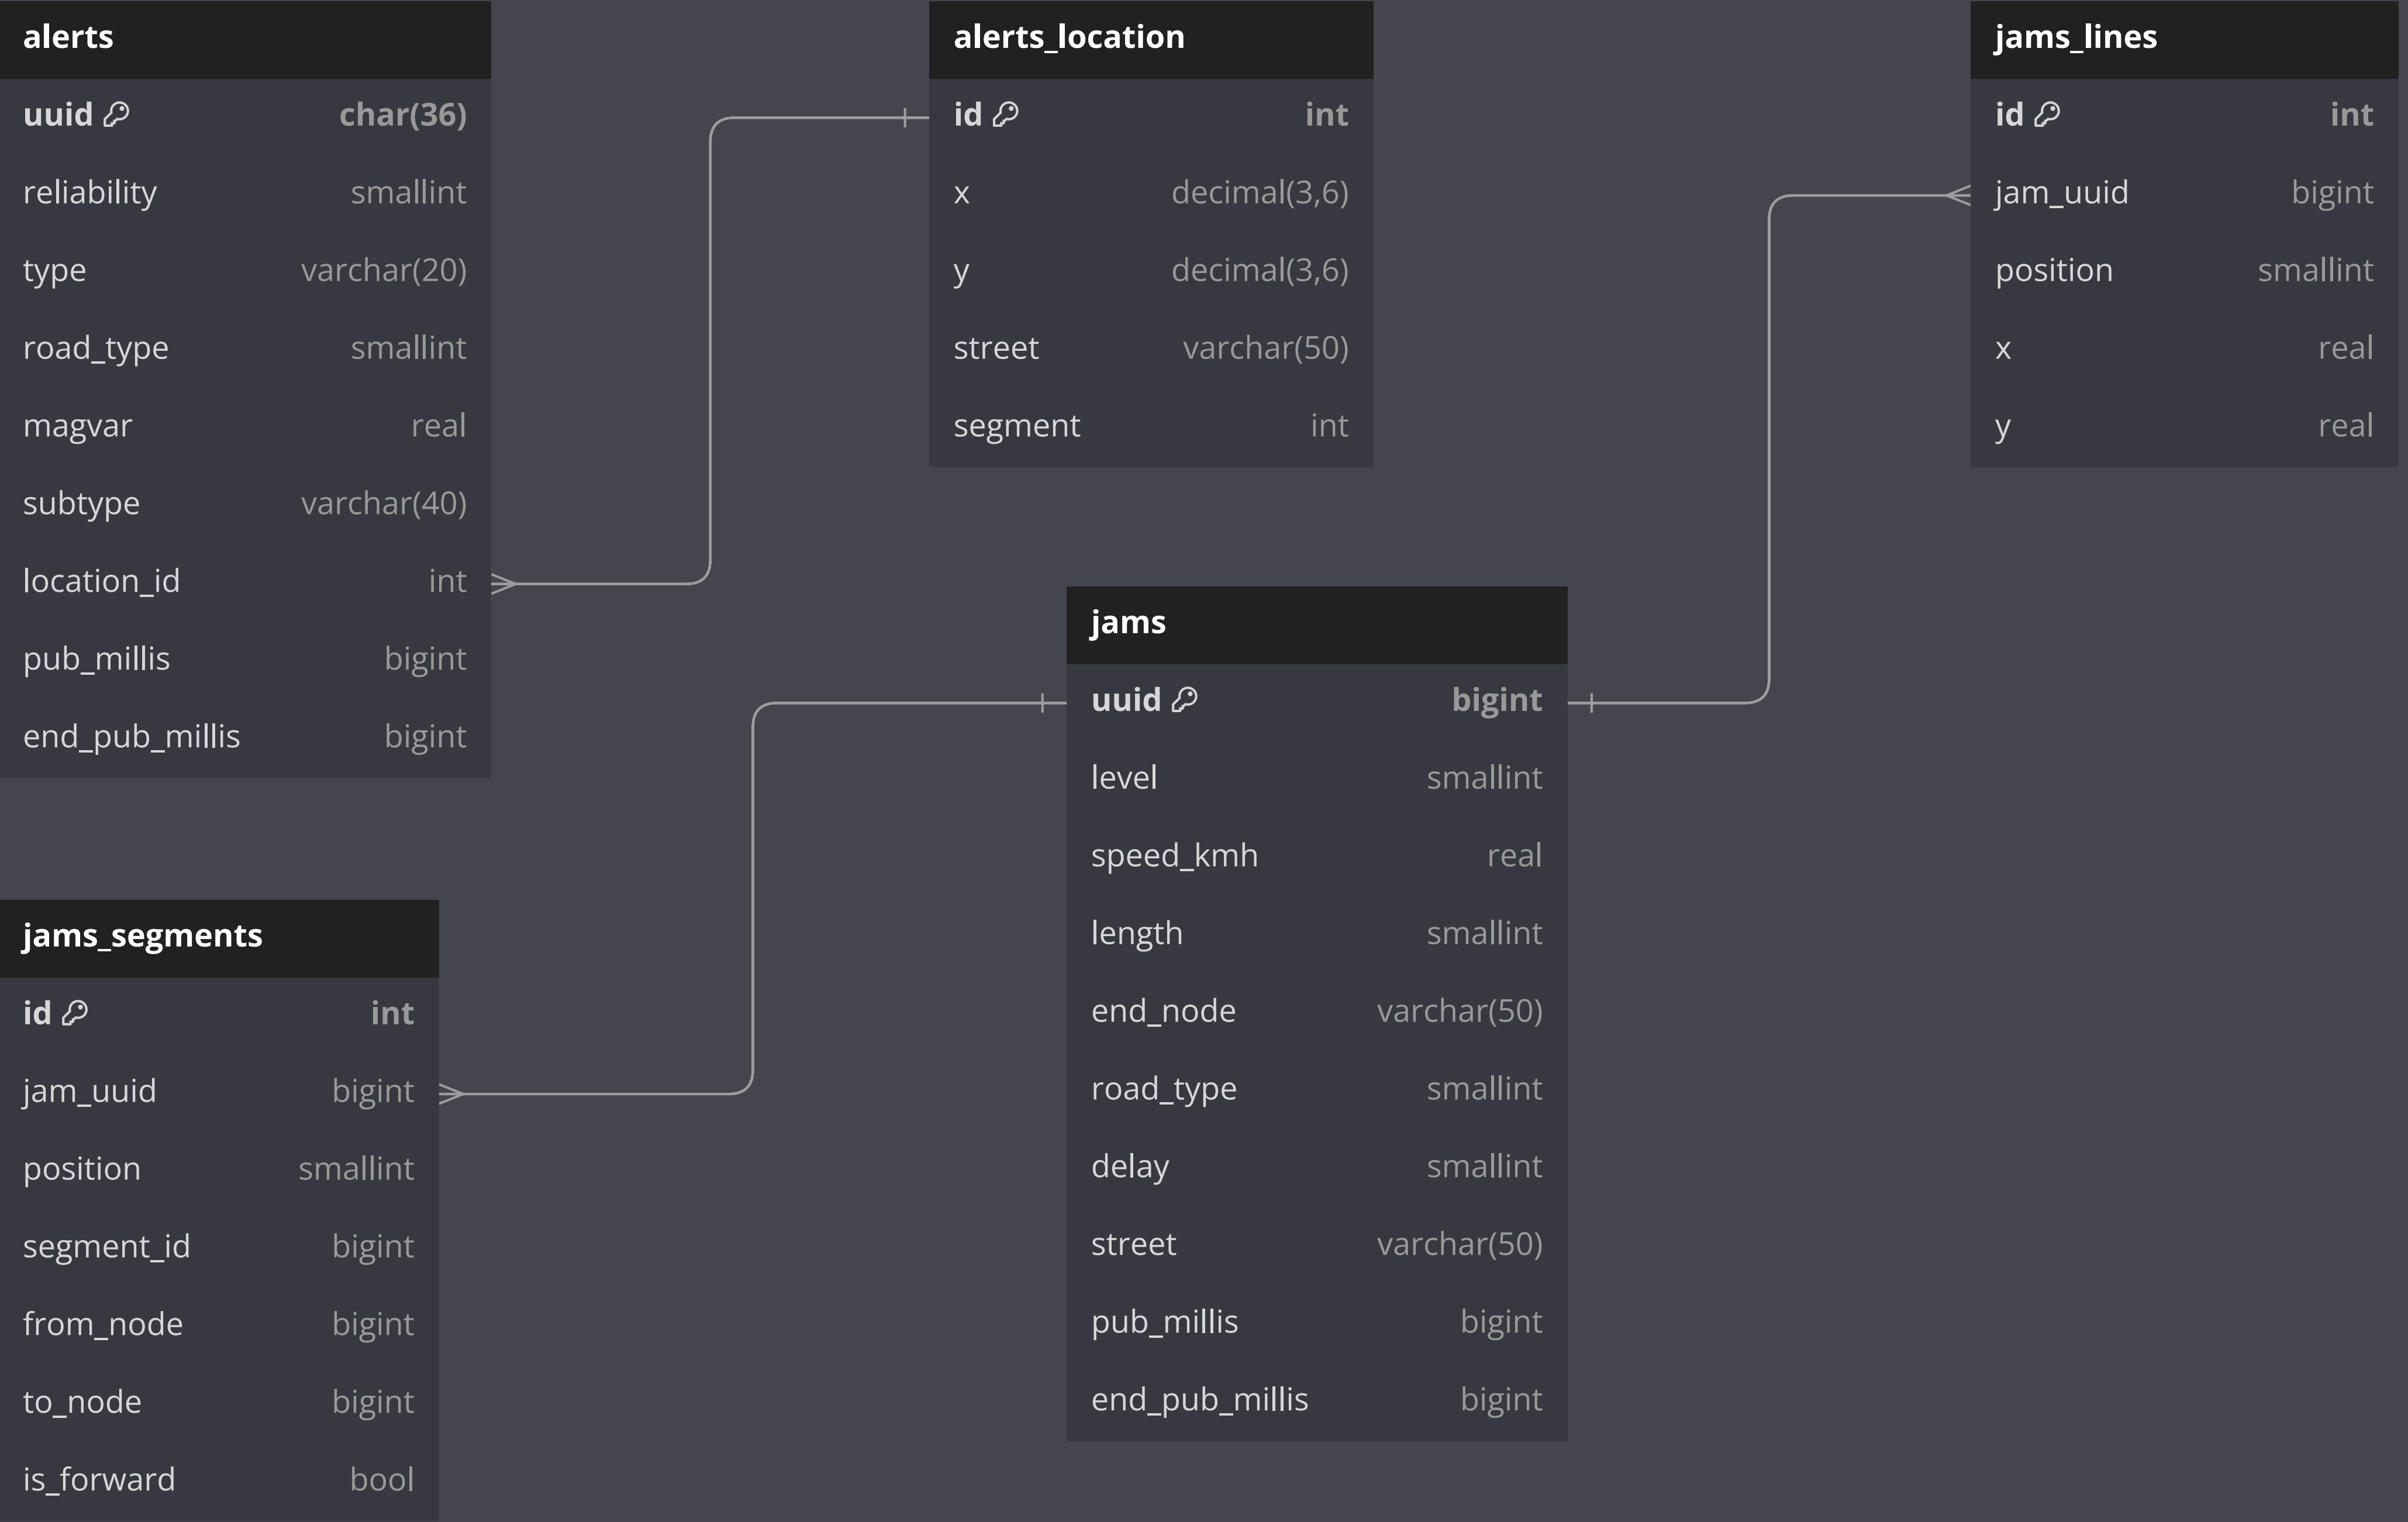 alerts
uuid char(36)
reliability smallint
type varchar(20)
road_type smallint
magvar real
subtype varchar(40)
location_id int
pub_millis bigint
end_pub_millis bigint
alerts_location
id int
x decimal(3,6)
y decimal(3,6)
street varchar(50)
segment int
jams_lines
id int
jam_uuid bigint
position smallint
x real
y real
jams
uuid bigint
level smallint
speed_kmh real
length smallint
end_node varchar(50)
road_type smallint
delay smallint
street varchar(50)
pub_millis bigint
end_pub_millis bigint
jams_segments
id int
jam_uuid bigint
position smallint
segment_id bigint
from_node bigint
to_node bigint
is_forward bool